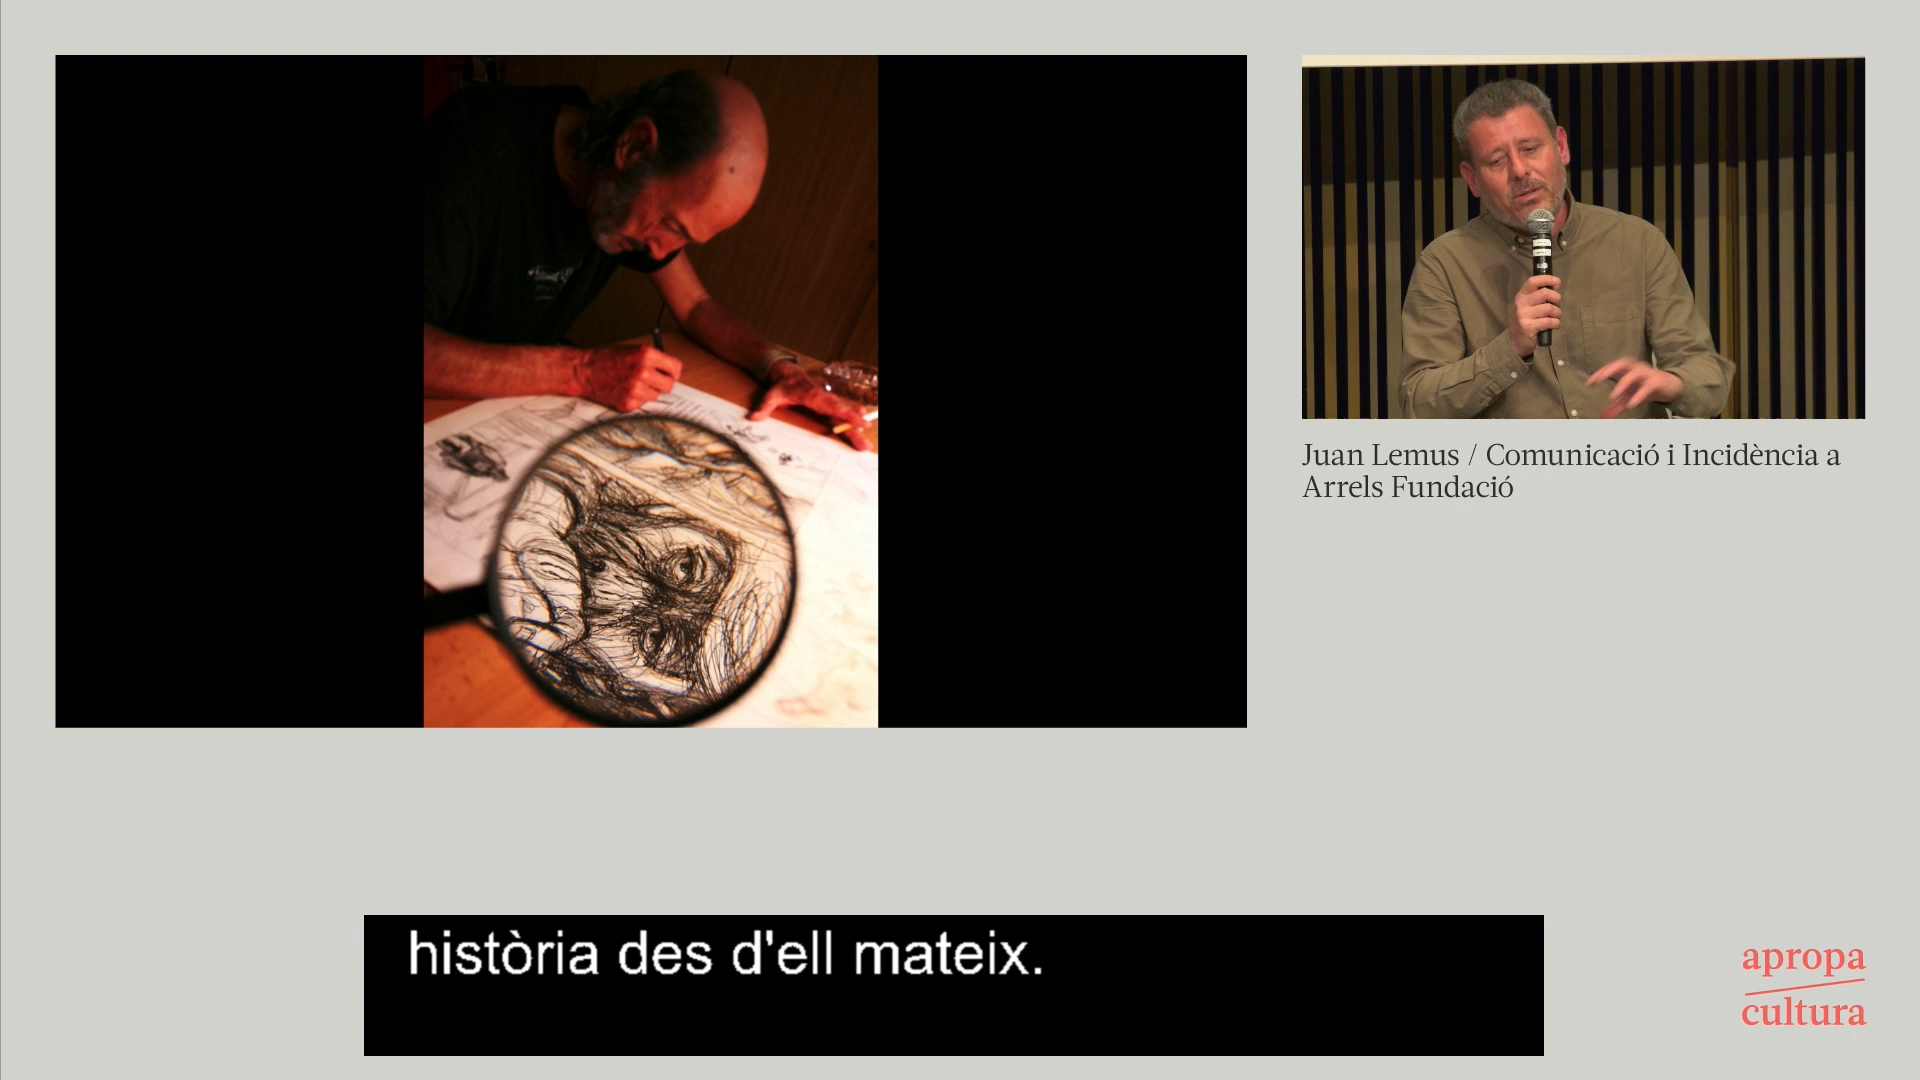 Juan Lemus / Comunicació i Incidència a
Arrels Fundació
història des d'ell mateix.
apropa
cultura